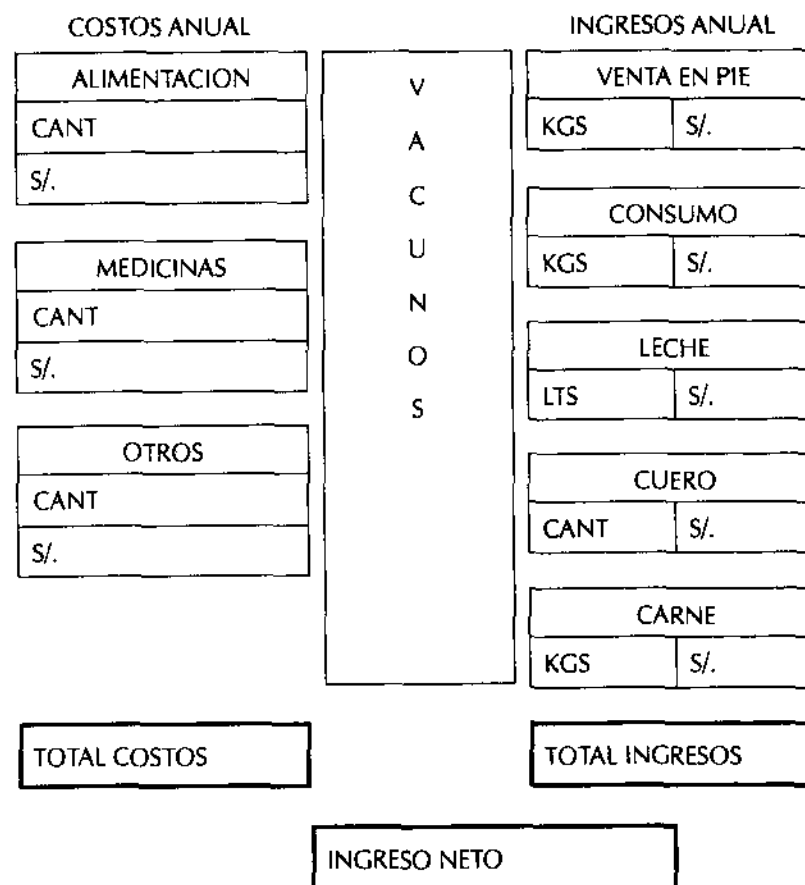 COSTOS ANUAL
ALIMENTACION
CANT
S/.
MEDICINAS
CANT
S/.
OTROS
CANT
S/.
TOTAL COSTOS
V
A
C
U
N
O
S
INGRESOS ANUAL
VENTA EN PIE
KGS S/.
CONSUMO
KGS S/.
LECHE
LTS S/.
CUERO
CANT S/.
CARNE
KGS S/.
TOTAL INGRESOS
INGRESO NETO